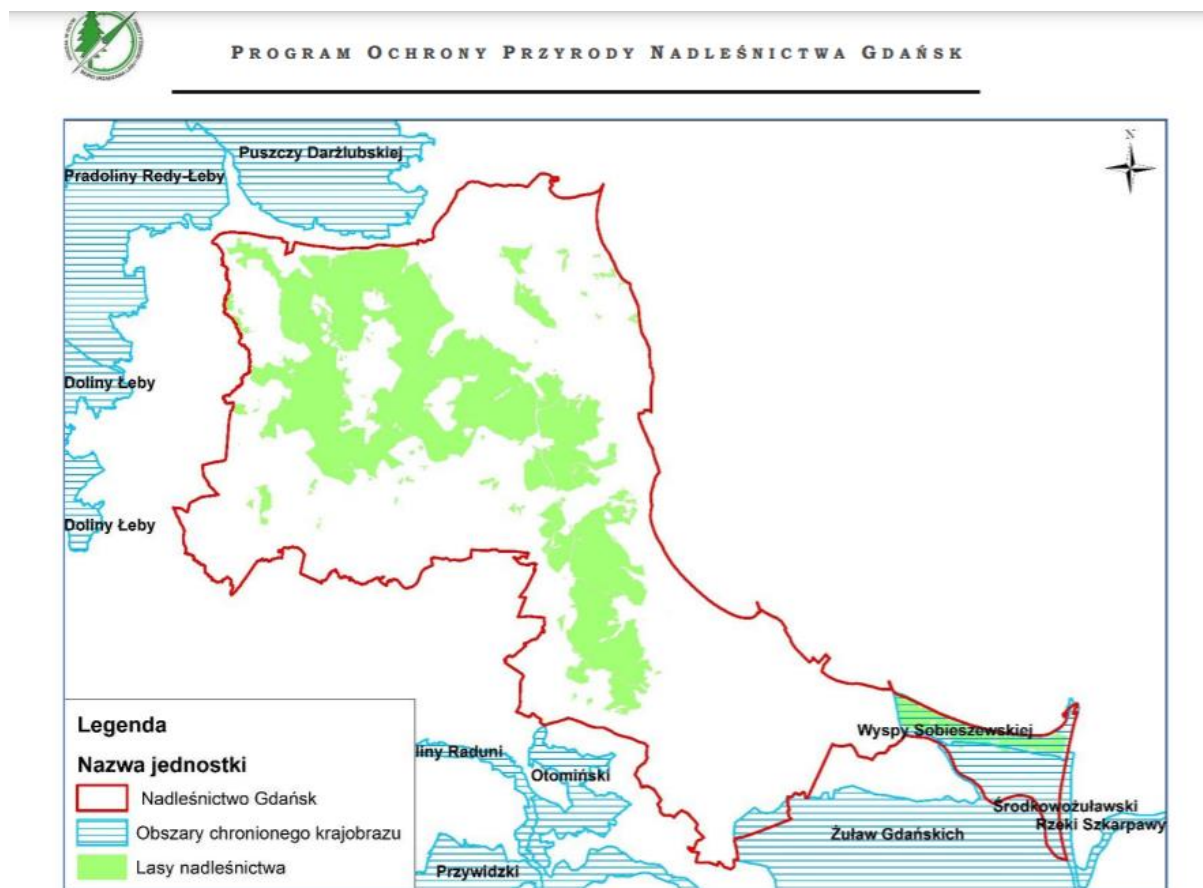 PROGRAM OCHRONY PRZYRODY NADLEŚNICTWA GDAŃSK
N
Puszczy Darżlubskiej
Pradoliny Redy-Łeby
Doliny Łeby
Doliny Łeby
Wyspy Sobieszewskiej
liny Raduni
Otomiński
Środkowożuławski
Rzeki Szkarpawy
Żuław Gdańskich
Przywidzki
Legenda
Nazwa jednostki
Nadleśnictwo Gdańsk
Obszary chronionego krajobrazu
Lasy nadleśnictwa